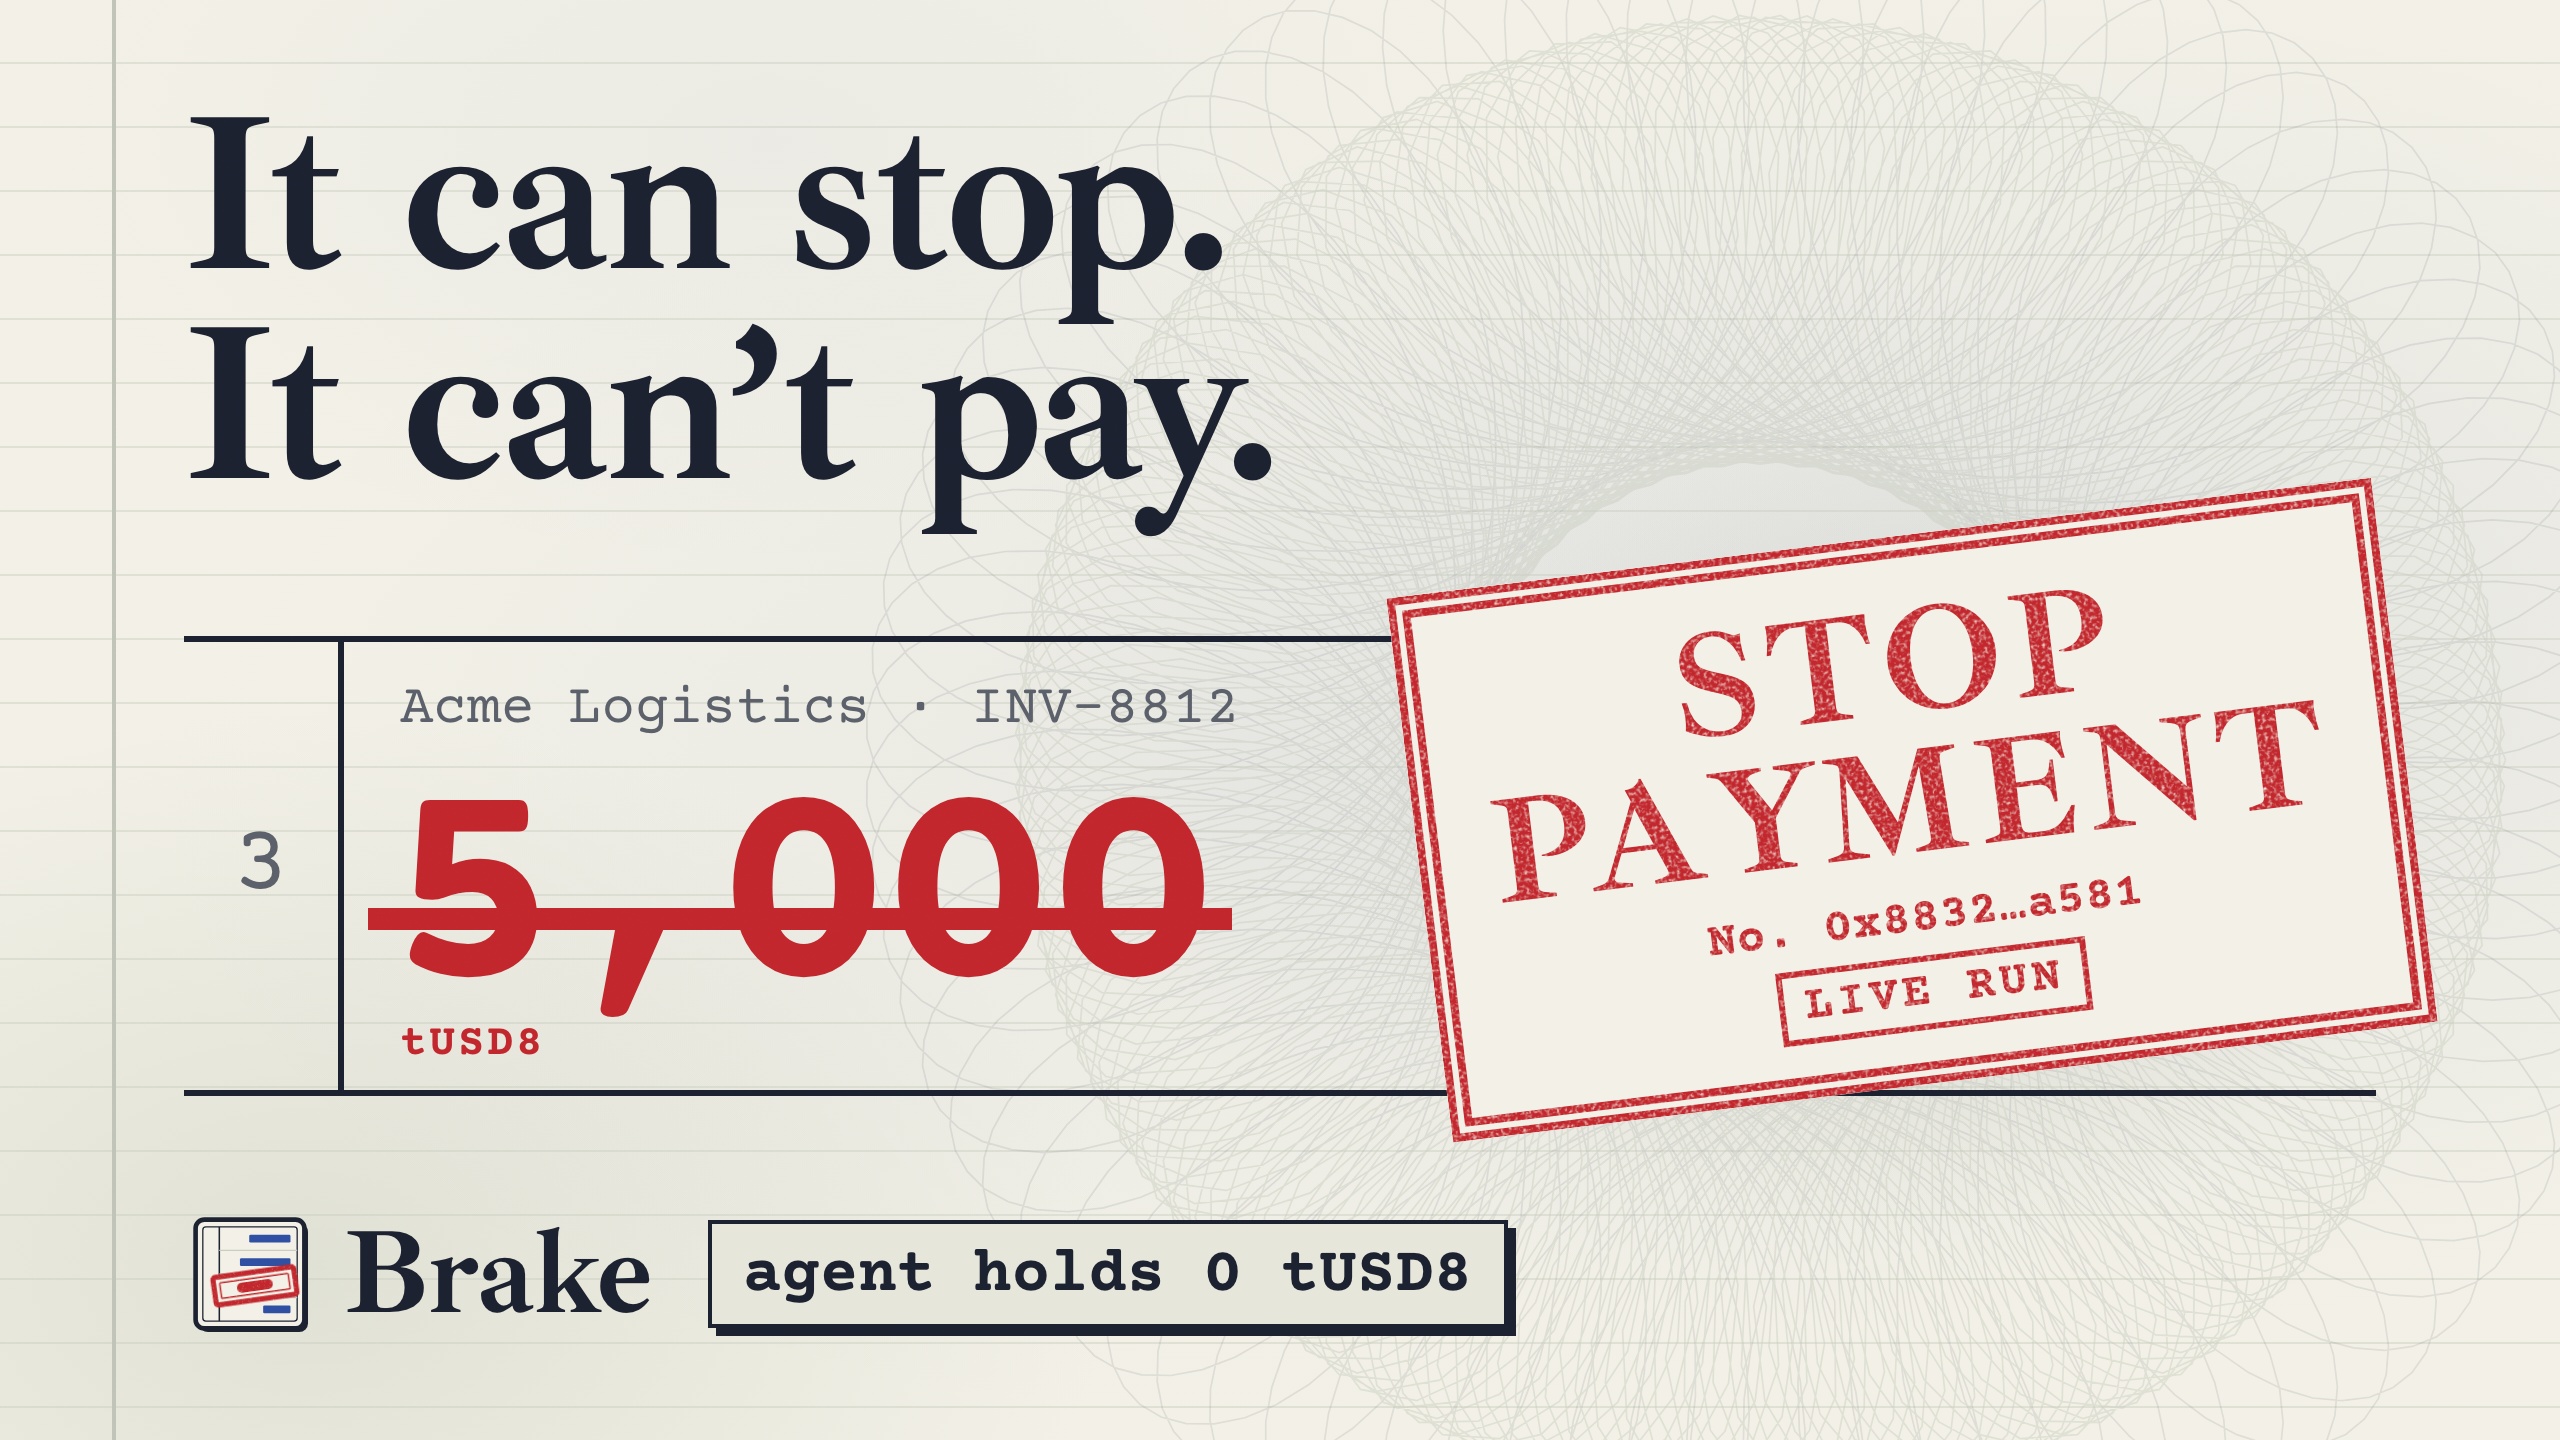 It can stop.
It can’t pay.
Acme Logistics · INV-8812
3
5,000
tUSD8
STOP
PAYMENT
No. 0x8832…a581
LIVE RUN
Brake
agent holds 0 tUSD8